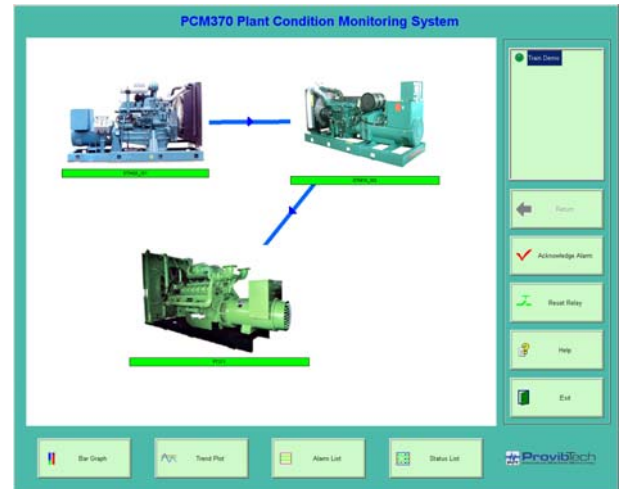 PCM370 Plant Condition Monitoring System
Train Demo
Return
Acknowledge Alarm
Reset Relay
Help
Exit
Bar Graph
Trend Plot
Alarm List
Status List
ProvibTech